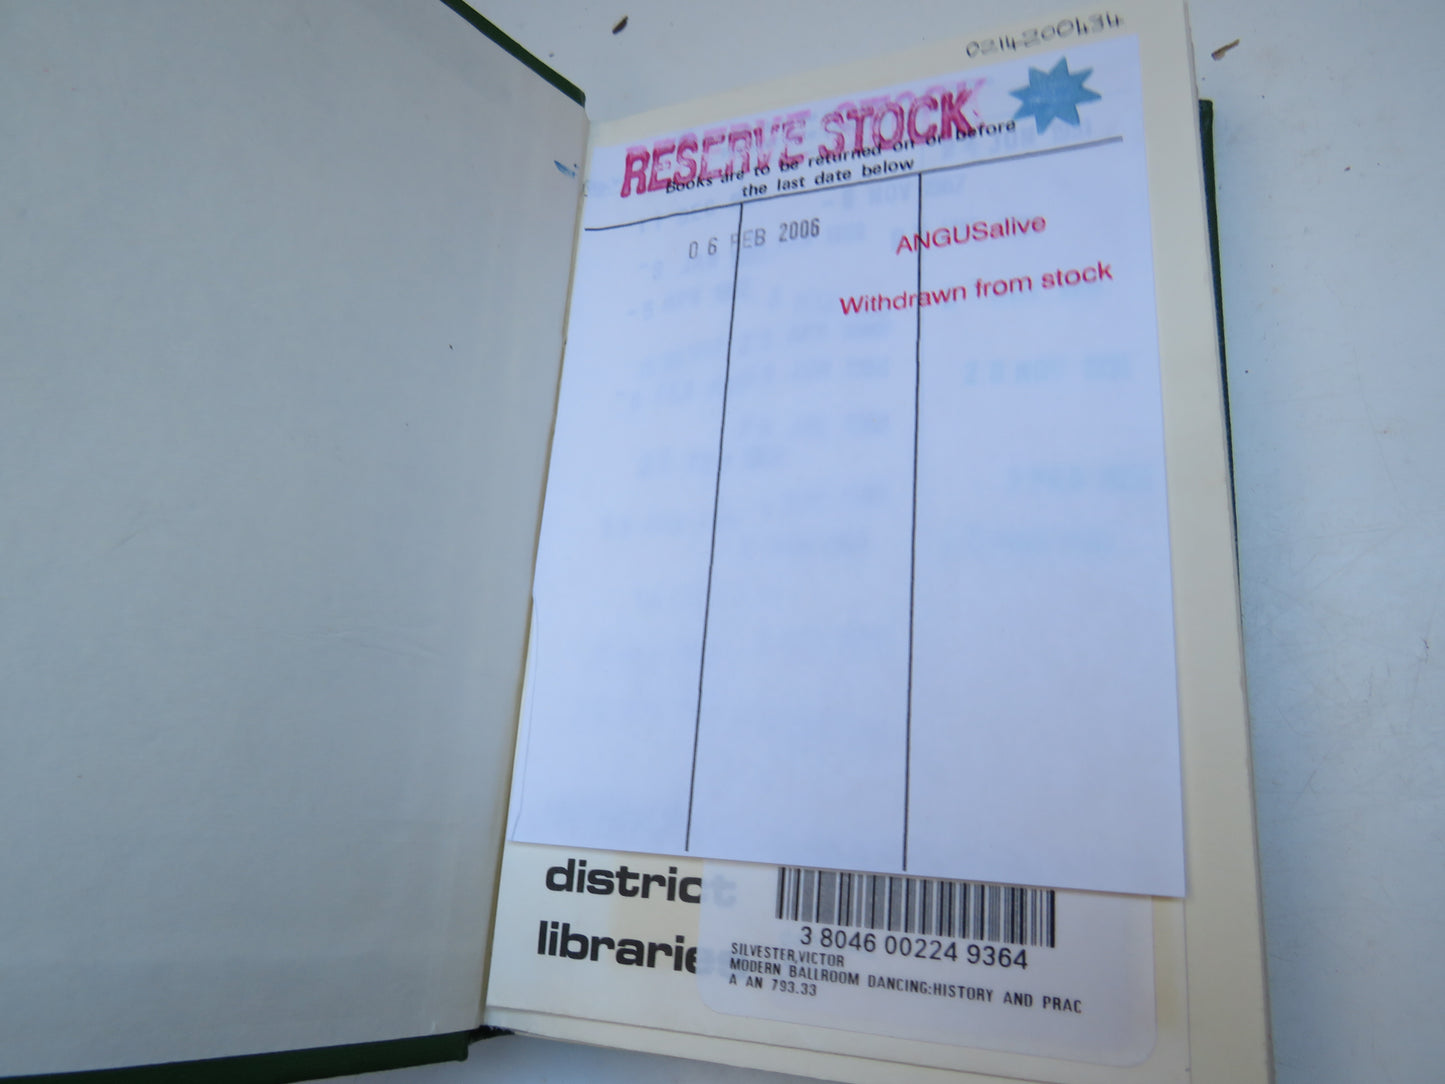 0214200434
RESERVE STOCK
Books are to be returned on or before
the last date below
06 FEB 2006
ANGUSalive
Withdrawn from stock
district
libraries
3 8046 00224 9364
SILVESTER,VICTOR
MODERN BALLROOM DANCING:HISTORY AND PRAC
A AN 793.33